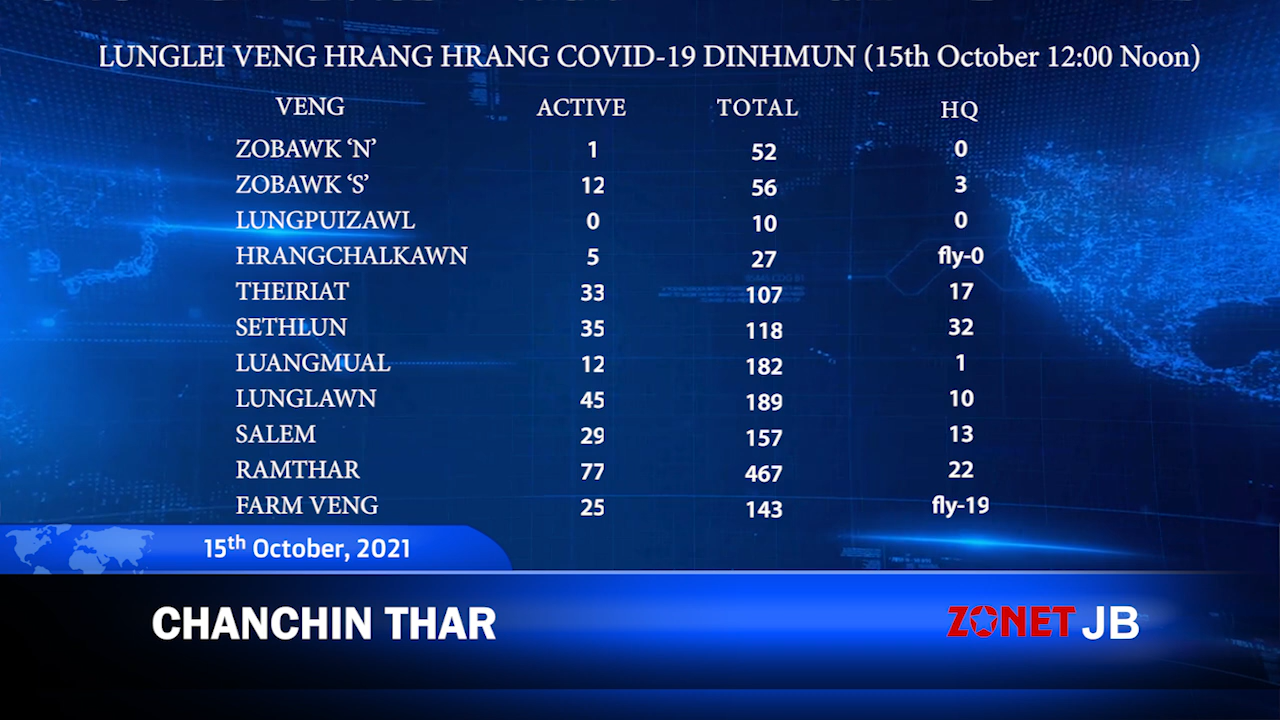 LUNGLEI VENG HRANG HRANG COVID-19 DINHMUN (15th October 12:00 Noon)
VENG ACTIVE TOTAL HQ
ZOBAWK ‘N’ 1 52 0
ZOBAWK ‘S’ 12 56 3
LUNGPUIZAWL 0 10 0
HRANGCHALKAWN 5 27 fly-0
THEIRIAT 33 107 17
SETHLUN 35 118 32
LUANGMUAL 12 182 1
LUNGLAWN 45 189 10
SALEM 29 157 13
RAMTHAR 77 467 22
FARM VENG 25 143 fly-19
15th October, 2021
CHANCHIN THAR
ZONET JB